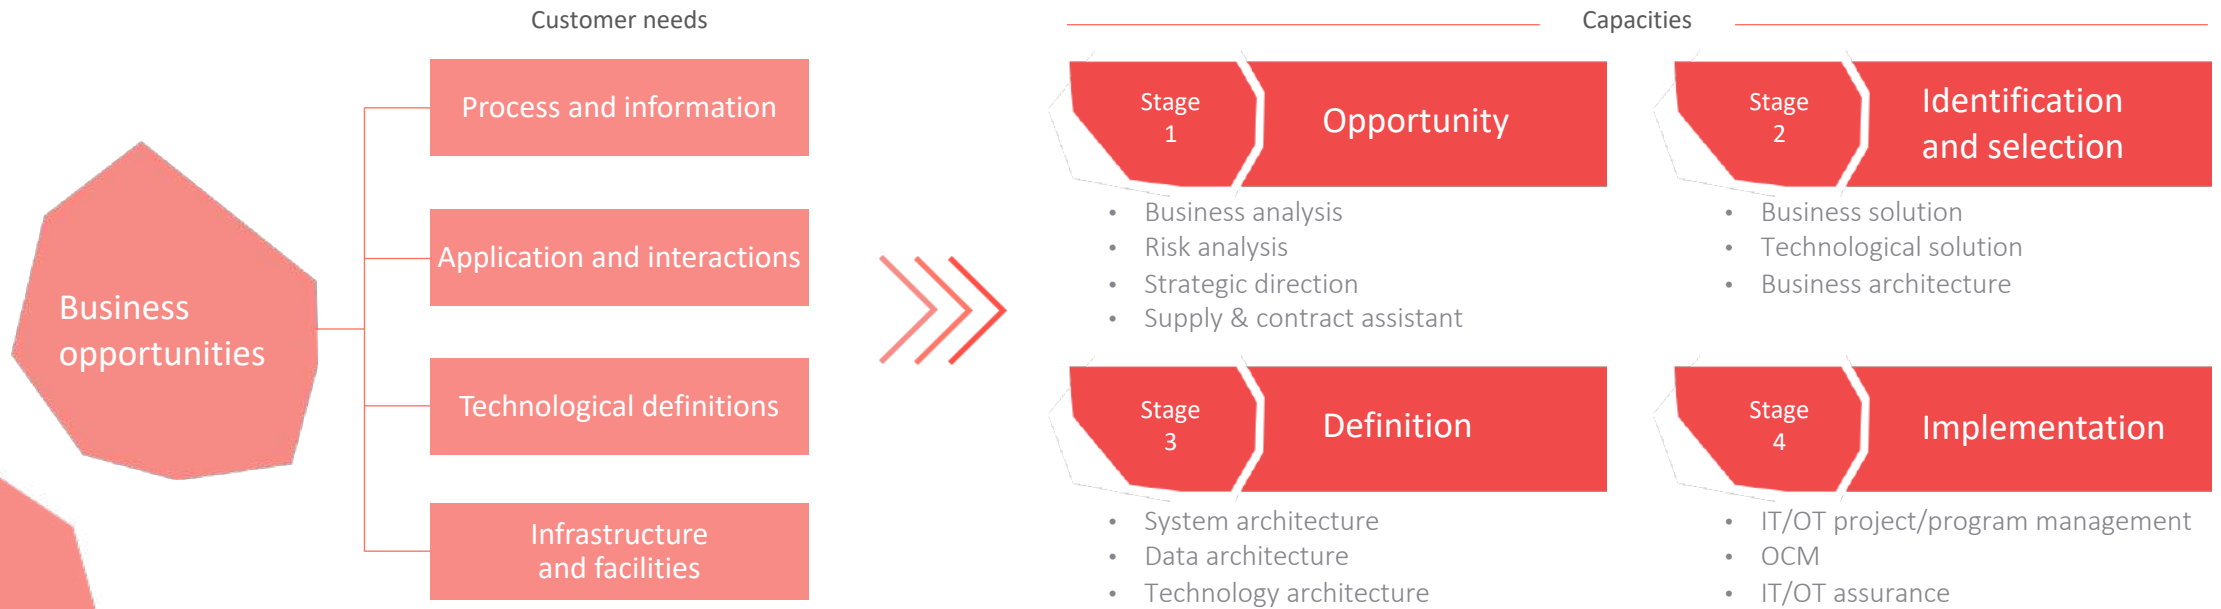 Customer needs
Business
opportunities
Process and information
Application and interactions
Technological definitions
Infrastructure
and facilities
Capacities
Stage
1
Opportunity
• Business analysis
• Risk analysis
• Strategic direction
• Supply & contract assistant
Stage
2
Identification
and selection
• Business solution
• Technological solution
• Business architecture
Stage
3
Definition
• System architecture
• Data architecture
• Technology architecture
Stage
4
Implementation
• IT/OT project/program management
• OCM
• IT/OT assurance